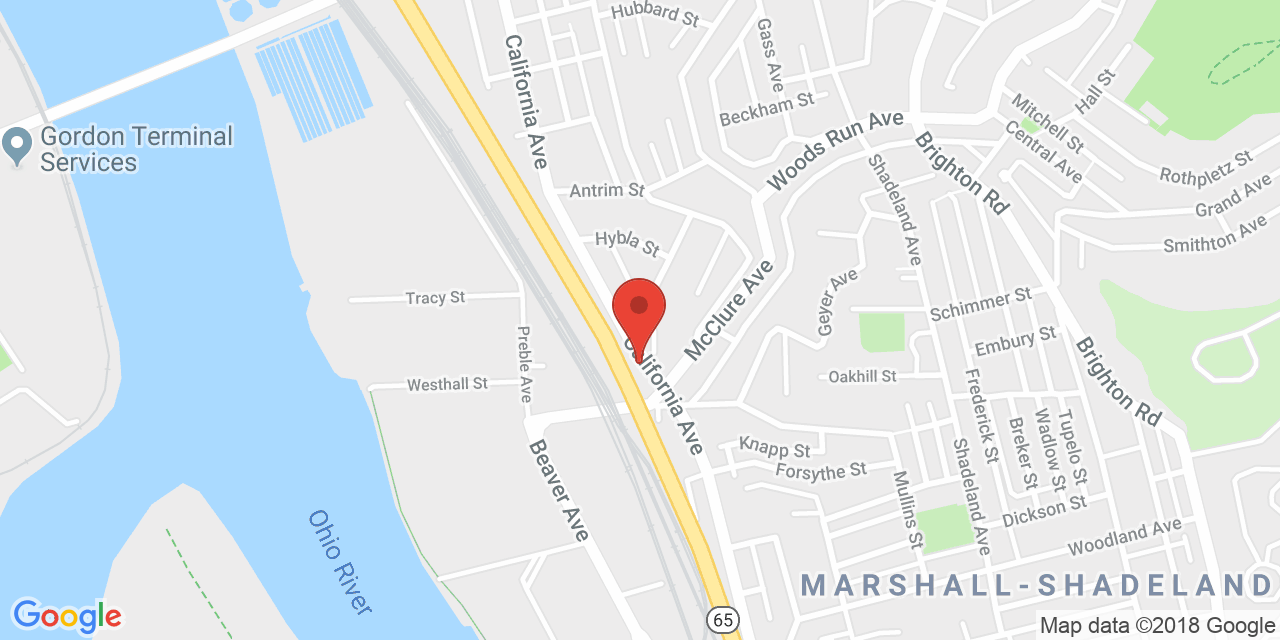 Hubbard St
Gass Ave
California Ave
Hall St
Beckham St
Mitchell St
Central Ave
Woods Run Ave
Gordon Terminal
Services
Brighton Rd
Rothpletz St
Shadeland Ave
Grand Ave
Antrim St
Smithton Ave
Hybla St
McClure Ave
Geyer Ave
Schimmer St
Tracy St
Embury St
Preble Ave
California Ave
Brighton Rd
Westhall St
Oakhill St
Frederick St
Tupelo St
Wadlow St
Breker St
Knapp St
Forsythe St
Shadeland Ave
Beaver Ave
Mullins St
Dickson St
Woodland Ave
Ohio River
MARSHALL-SHADELAND
Google
65
Map data ©2018 Google